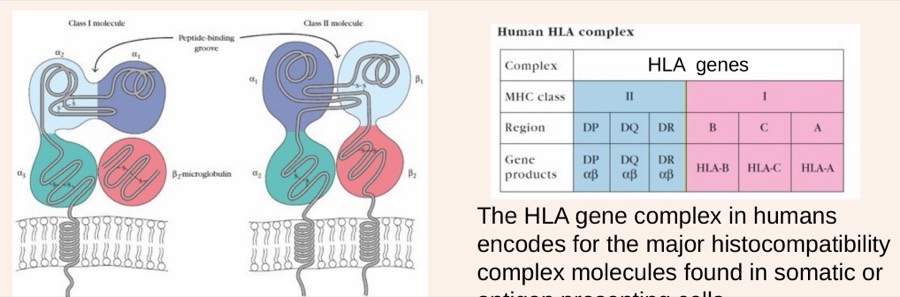 Class I molecule
Class II molecule
Peptide-binding
groove
α2
α1
α1
β1
s-s
α3
β2-microglobulin
α2
β2
Human HLA complex
Complex HLA genes
MHC class II I
Region DP DQ DR B C A
Gene DP DQ DR HLA-B HLA-C HLA-A
products αβ αβ αβ
The HLA gene complex in humans
encodes for the major histocompatibility
complex molecules found in somatic or
antigen presenting cells